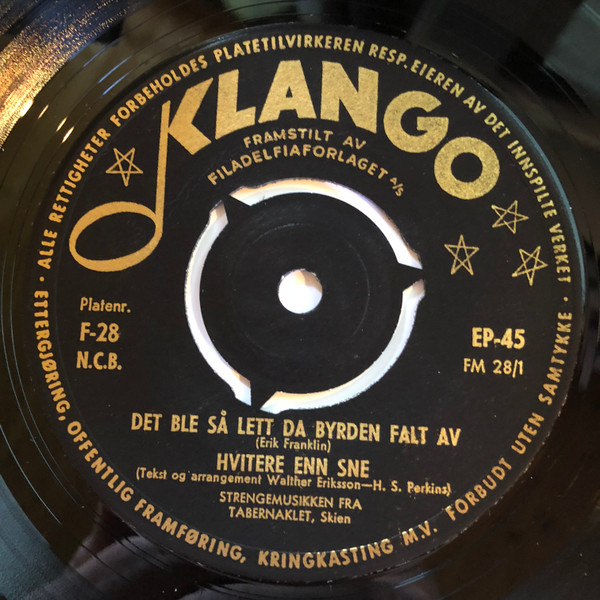 ALLE RETTIGHETER FORBEHOLDES PLATETILVIRKEREN RESP. EIEREN AV DET INNSPILTE VERKET ·
· ETTERGJØRING, OFFENTLIG FRAMFØRING, KRINGKASTING M.V. FORBUDT UTEN SAMTYKKE ·
KLANGO
FRAMSTILT AV
FILADELFIAFORLAGET A/S
Platenr.
F-28
N.C.B.
EP-45
FM 28/1
DET BLE SÅ LETT DA BYRDEN FALT AV
(Erik Franklin)
HVITERE ENN SNE
(Tekst og arrangement Walther Eriksson—H. S. Perkins)
STRENGEMUSIKKEN FRA
TABERNAKLET, Skien